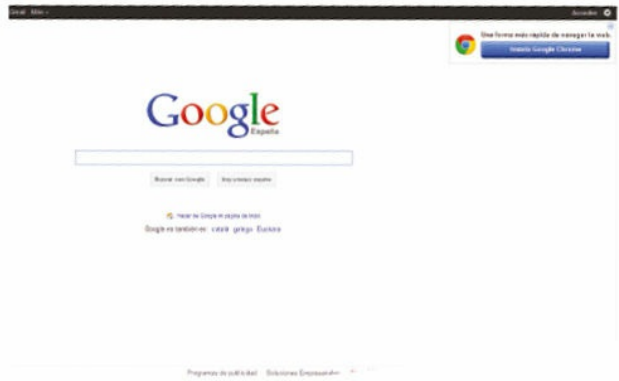 Gmail Más
Acceder
Una forma más rápida de navegar la web.
Instala Google Chrome
Google
España
Buscar con Google Voy a tener suerte
Hacer de Google mi página de inicio
Google es también en: català galego Euskara
Programas de publicidad Soluciones Empresariales